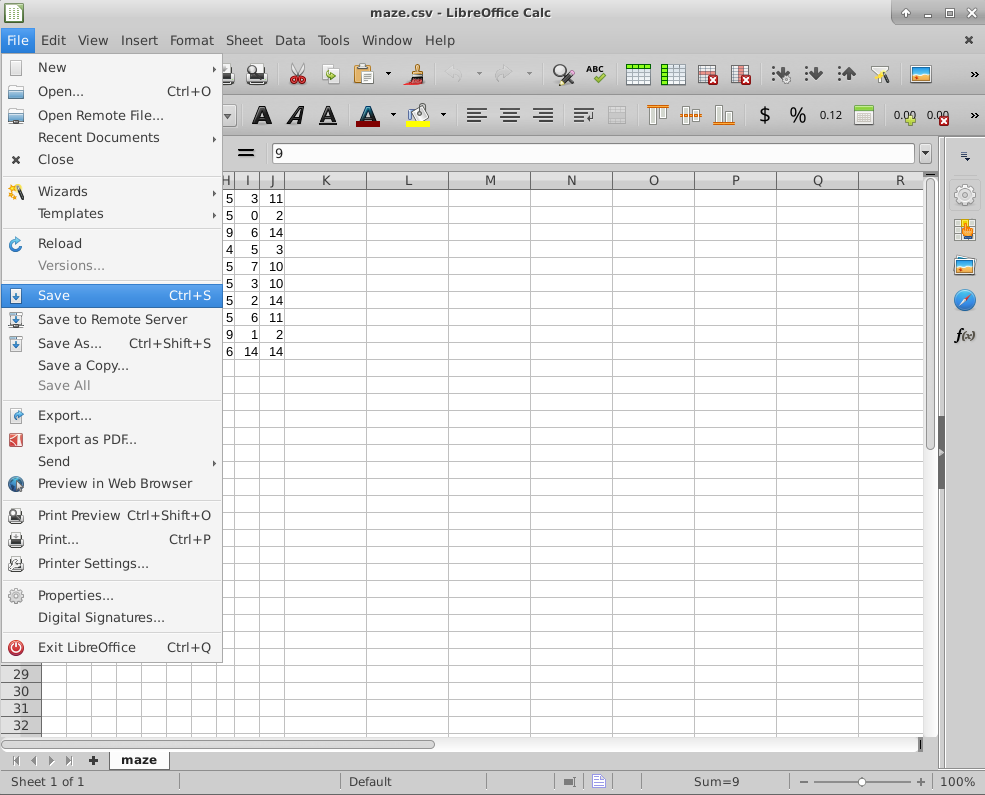 maze.csv - LibreOffice Calc
File Edit View Insert Format Sheet Data Tools Window Help
New
Open... Ctrl+O
Open Remote File...
Recent Documents
Close
Wizards
Templates
Reload
Versions...
Save Ctrl+S
Save to Remote Server
Save As... Ctrl+Shift+S
Save a Copy...
Save All
Export...
Export as PDF...
Send
Preview in Web Browser
Print Preview Ctrl+Shift+O
Print... Ctrl+P
Printer Settings...
Properties...
Digital Signatures...
Exit LibreOffice Ctrl+Q
ABC
A A A A $ % 0.12 0.00 0.00
9
f(x)
H I J K L M N O P Q R
5 3 11
5 0 2
9 6 14
4 5 3
5 7 10
5 3 10
5 2 14
5 6 11
9 1 2
6 14 14
29
30
31
32
maze
Sheet 1 of 1 Default Sum=9 100%